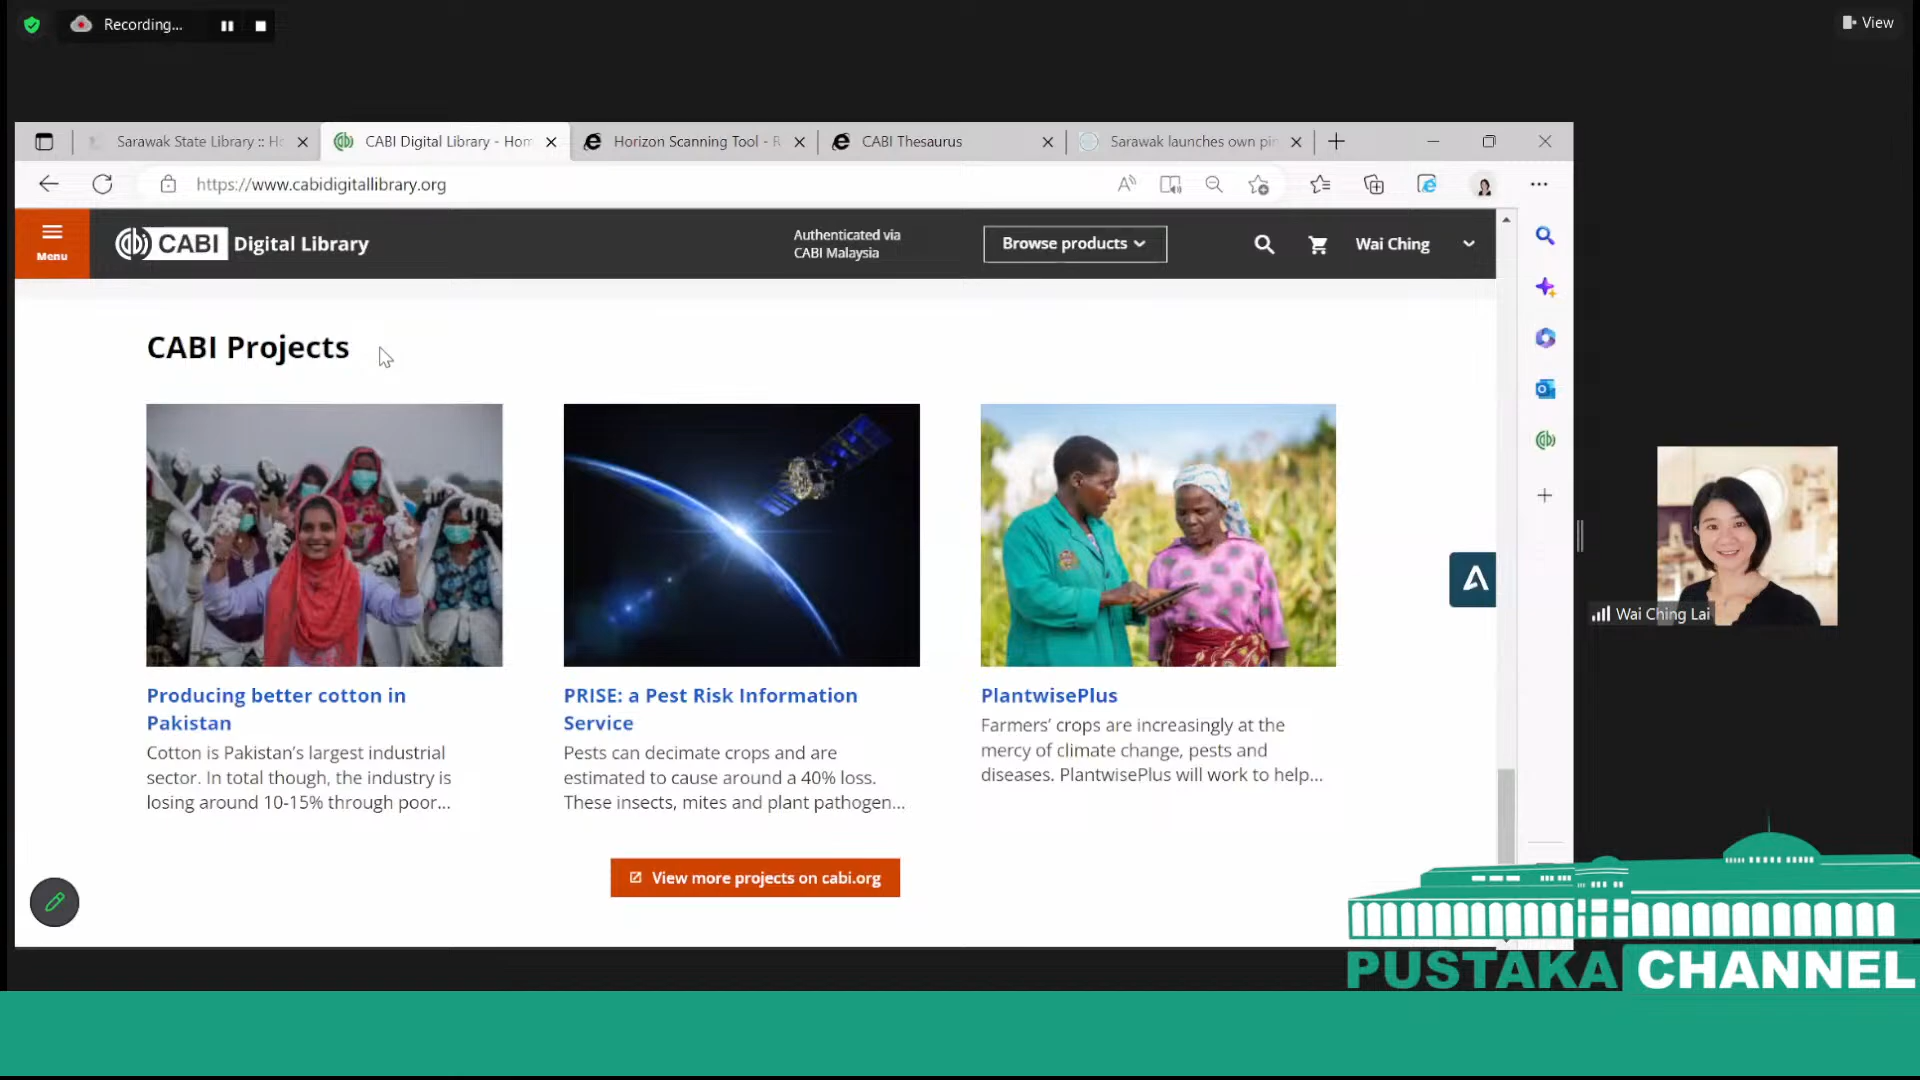 Recording...
View
Sarawak State Library :: Ho
CABI Digital Library - Hom
Horizon Scanning Tool - R
CABI Thesaurus
Sarawak launches own pin
https://www.cabidigitallibrary.org
Menu
CABI Digital Library
Authenticated via
CABI Malaysia
Browse products
Wai Ching
CABI Projects
Producing better cotton in
Pakistan
Cotton is Pakistan’s largest industrial
sector. In total though, the industry is
losing around 10-15% through poor...
PRISE: a Pest Risk Information
Service
Pests can decimate crops and are
estimated to cause around a 40% loss.
These insects, mites and plant pathogen...
PlantwisePlus
Farmers’ crops are increasingly at the
mercy of climate change, pests and
diseases. PlantwisePlus will work to help...
View more projects on cabi.org
Wai Ching Lai
PUSTAKA CHANNEL